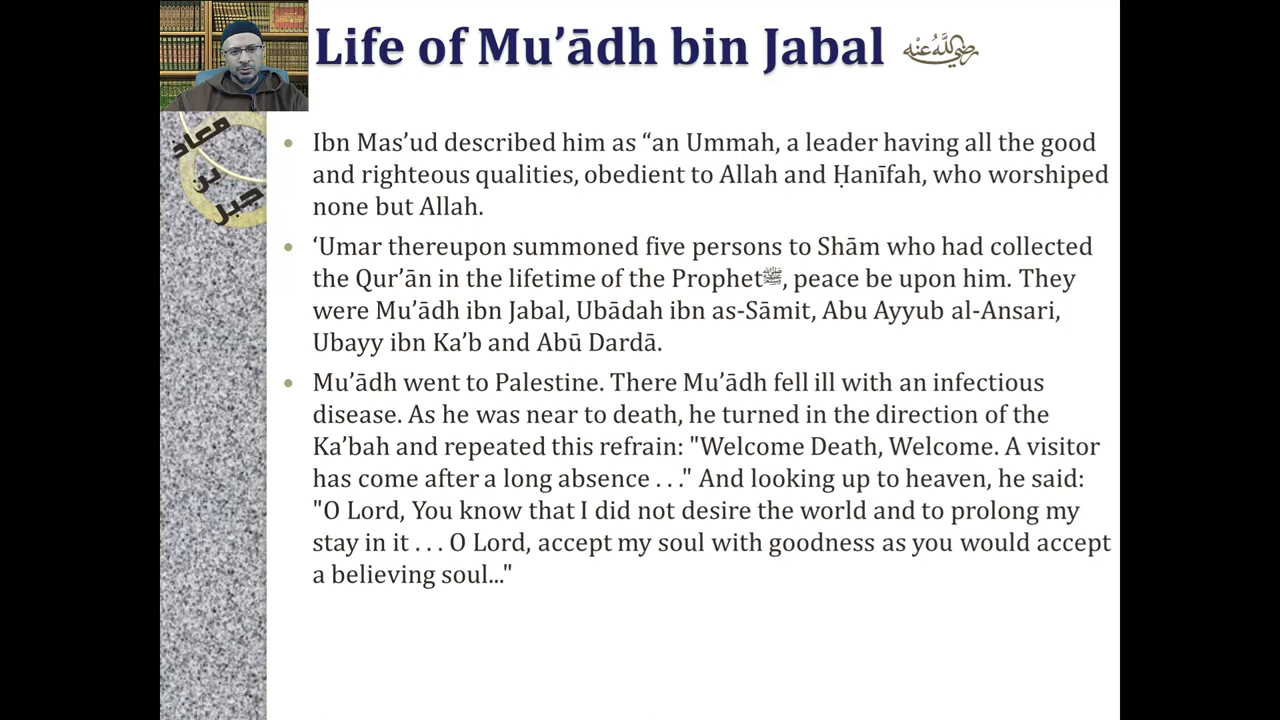 Life of Mu’ādh bin Jabal رضي الله عنه
معاذ
بن
جبل
• Ibn Mas’ud described him as “an Ummah, a leader having all the good
and righteous qualities, obedient to Allah and Ḥanīfah, who worshiped
none but Allah.
• ‘Umar thereupon summoned five persons to Shām who had collected
the Qur’ān in the lifetime of the Prophetﷺ, peace be upon him. They
were Mu’ādh ibn Jabal, Ubādah ibn as-Sāmit, Abu Ayyub al-Ansari,
Ubayy ibn Ka’b and Abū Dardā.
• Mu’ādh went to Palestine. There Mu’ādh fell ill with an infectious
disease. As he was near to death, he turned in the direction of the
Ka’bah and repeated this refrain: "Welcome Death, Welcome. A visitor
has come after a long absence . . ." And looking up to heaven, he said:
"O Lord, You know that I did not desire the world and to prolong my
stay in it . . . O Lord, accept my soul with goodness as you would accept
a believing soul..."